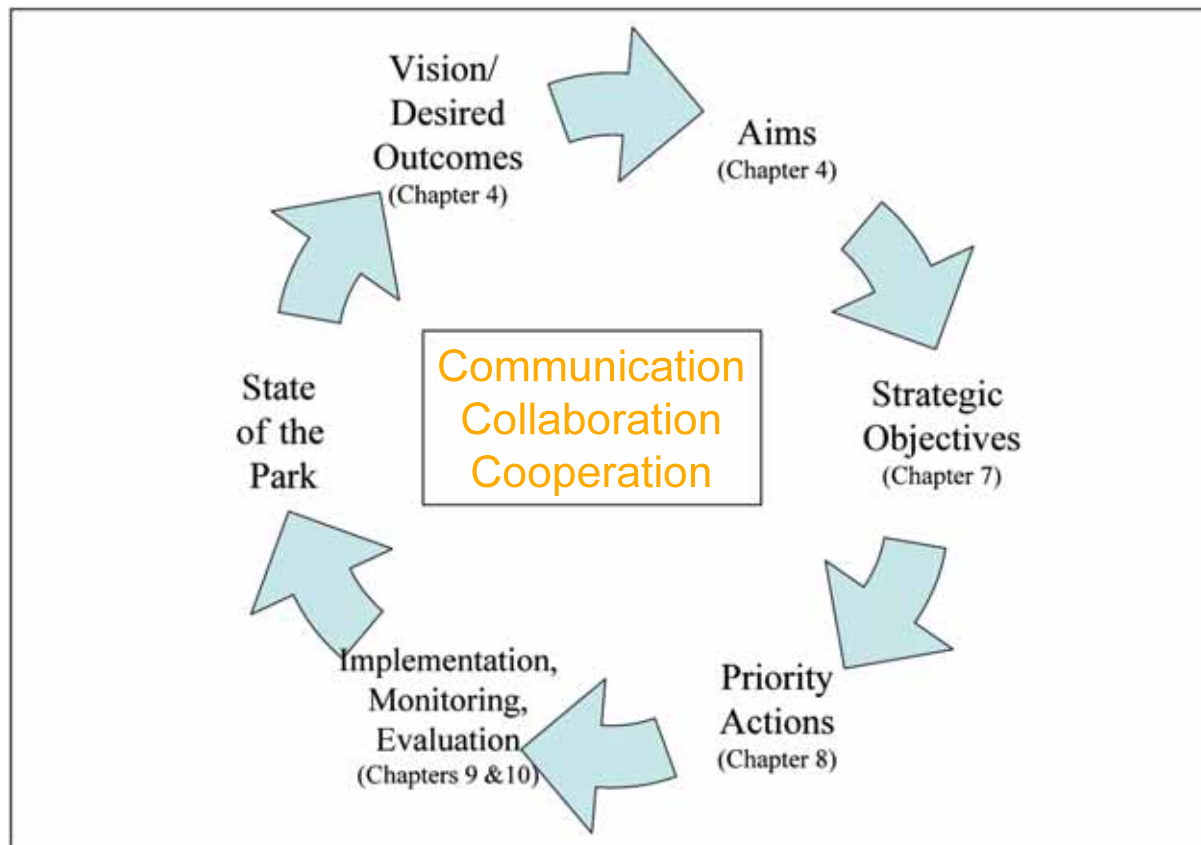 Vision/
Desired
Outcomes
(Chapter 4)
Aims
(Chapter 4)
Strategic
Objectives
(Chapter 7)
Priority
Actions
(Chapter 8)
Implementation,
Monitoring,
Evaluation
(Chapters 9 &10)
State
of the
Park
Communication
Collaboration
Cooperation